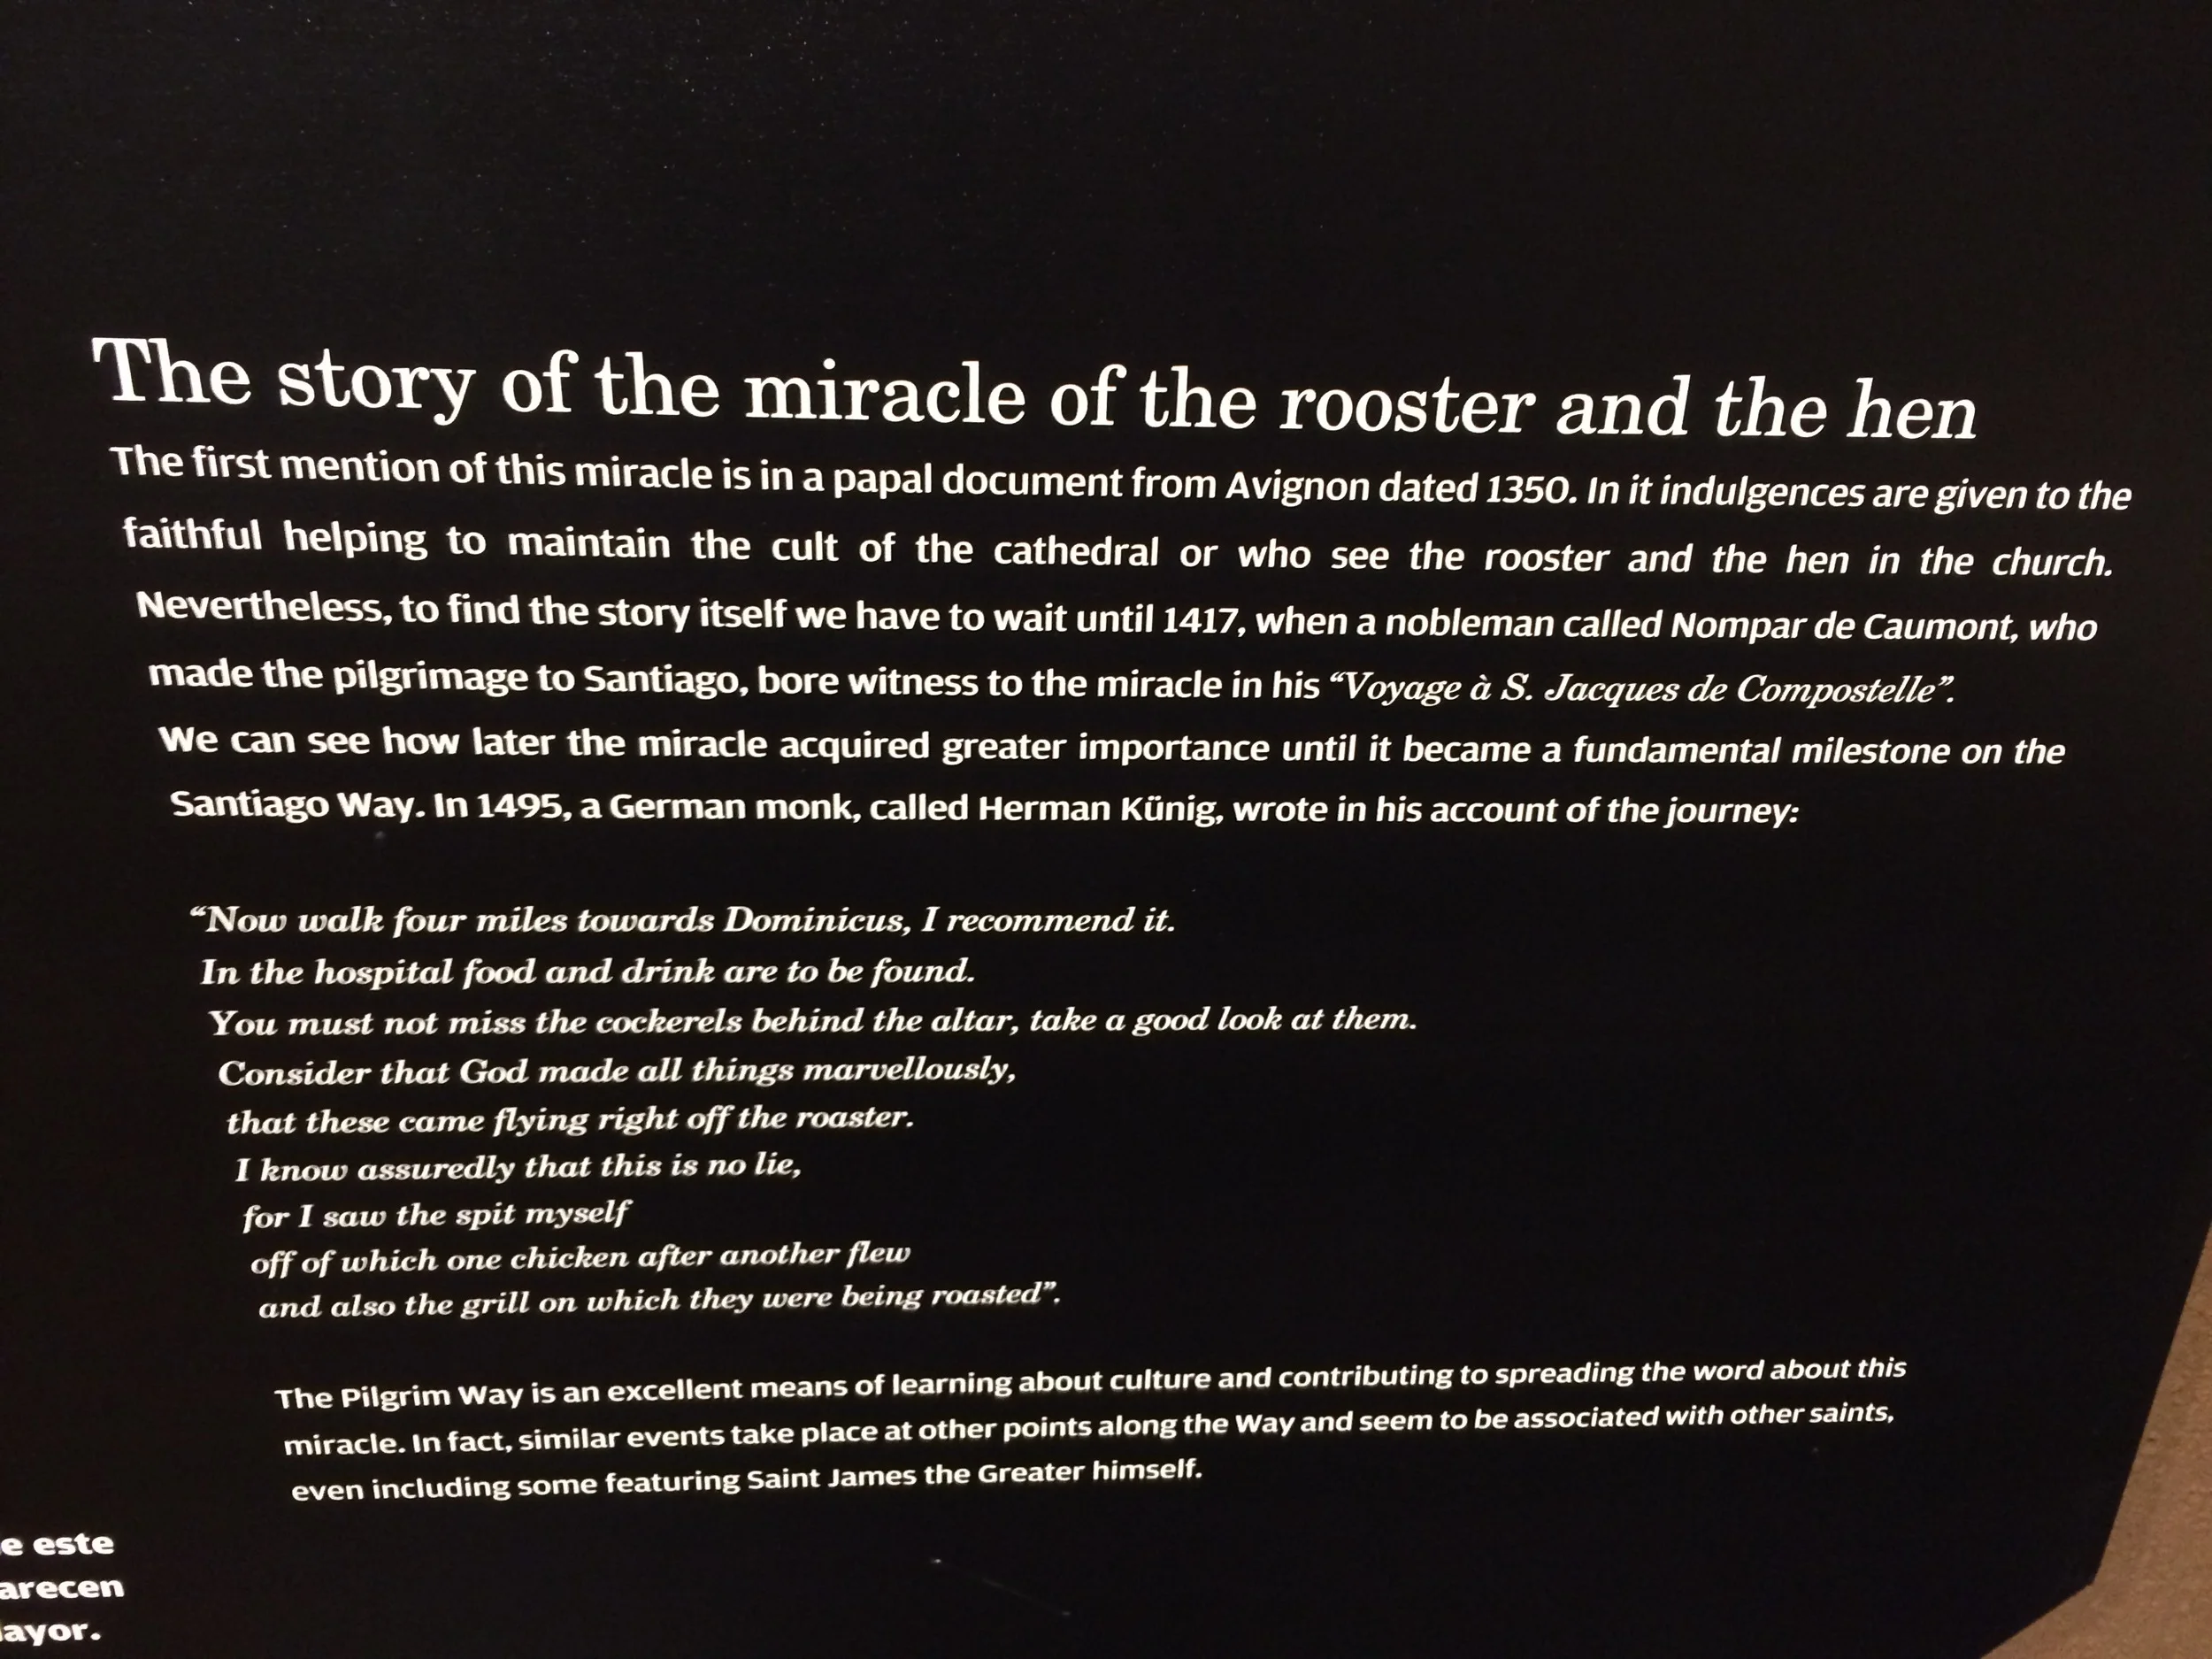 The story of the miracle of the rooster and the hen
The first mention of this miracle is in a papal document from Avignon dated 1350. In it indulgences are given to the
faithful helping to maintain the cult of the cathedral or who see the rooster and the hen in the church.
Nevertheless, to find the story itself we have to wait until 1417, when a nobleman called Nompar de Caumont, who
made the pilgrimage to Santiago, bore witness to the miracle in his “Voyage à S. Jacques de Compostelle”.
We can see how later the miracle acquired greater importance until it became a fundamental milestone on the
Santiago Way. In 1495, a German monk, called Herman Künig, wrote in his account of the journey:
“Now walk four miles towards Dominicus, I recommend it.
In the hospital food and drink are to be found.
You must not miss the cockerels behind the altar, take a good look at them.
Consider that God made all things marvellously,
that these came flying right off the roaster.
I know assuredly that this is no lie,
for I saw the spit myself
off of which one chicken after another flew
and also the grill on which they were being roasted”.
The Pilgrim Way is an excellent means of learning about culture and contributing to spreading the word about this
miracle. In fact, similar events take place at other points along the Way and seem to be associated with other saints,
even including some featuring Saint James the Greater himself.
e este
arecen
ayor.